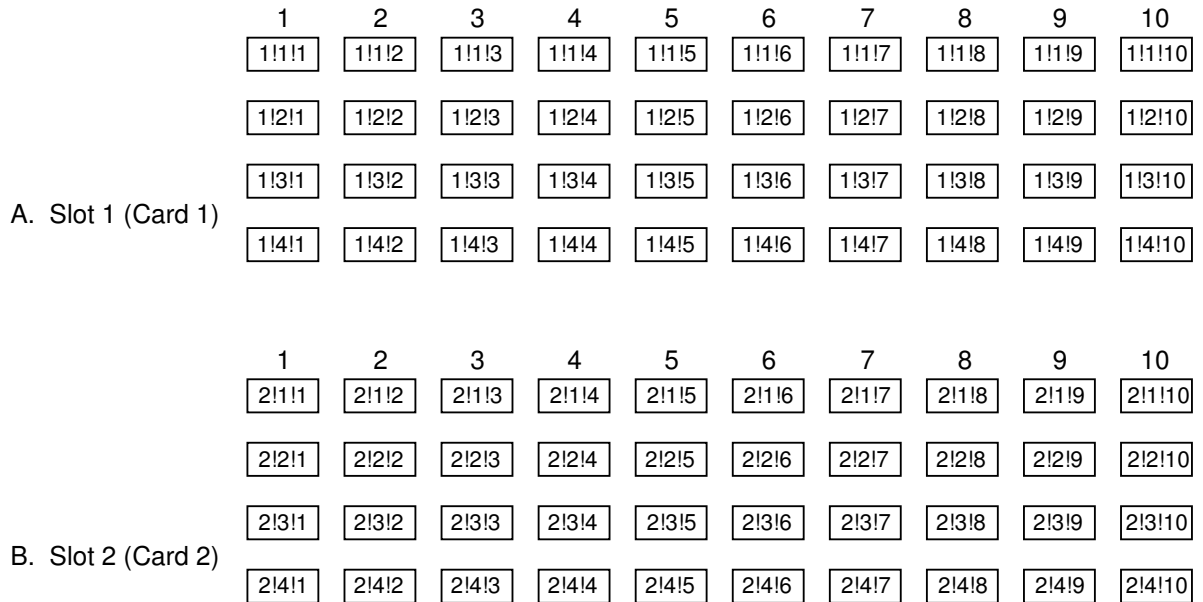 1 2 3 4 5 6 7 8 9 10
1!1!1 1!1!2 1!1!3 1!1!4 1!1!5 1!1!6 1!1!7 1!1!8 1!1!9 1!1!10
1!2!1 1!2!2 1!2!3 1!2!4 1!2!5 1!2!6 1!2!7 1!2!8 1!2!9 1!2!10
1!3!1 1!3!2 1!3!3 1!3!4 1!3!5 1!3!6 1!3!7 1!3!8 1!3!9 1!3!10
A. Slot 1 (Card 1)
1!4!1 1!4!2 1!4!3 1!4!4 1!4!5 1!4!6 1!4!7 1!4!8 1!4!9 1!4!10
1 2 3 4 5 6 7 8 9 10
2!1!1 2!1!2 2!1!3 2!1!4 2!1!5 2!1!6 2!1!7 2!1!8 2!1!9 2!1!10
2!2!1 2!2!2 2!2!3 2!2!4 2!2!5 2!2!6 2!2!7 2!2!8 2!2!9 2!2!10
2!3!1 2!3!2 2!3!3 2!3!4 2!3!5 2!3!6 2!3!7 2!3!8 2!3!9 2!3!10
B. Slot 2 (Card 2)
2!4!1 2!4!2 2!4!3 2!4!4 2!4!5 2!4!6 2!4!7 2!4!8 2!4!9 2!4!10